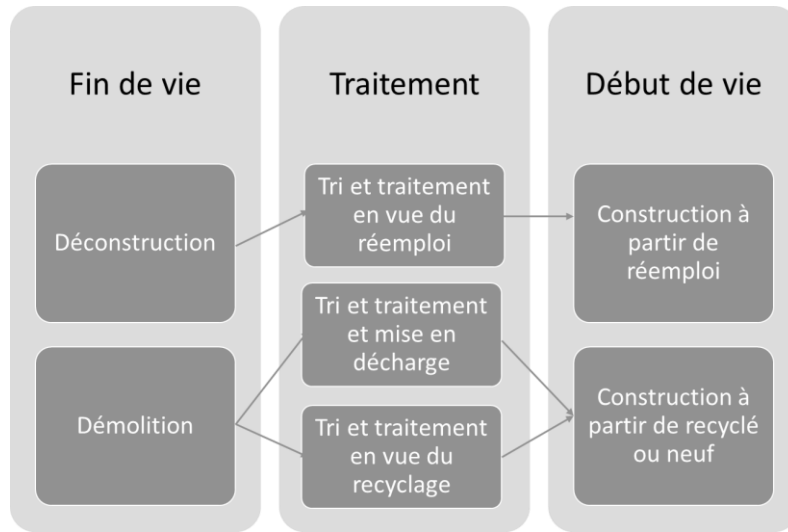 Fin de vie
Déconstruction
Démolition
Traitement
Tri et traitement
en vue du
réemploi
Tri et traitement
et mise en
décharge
Tri et traitement
en vue du
recyclage
Début de vie
Construction à
partir de
réemploi
Construction à
partir de recyclé
ou neuf